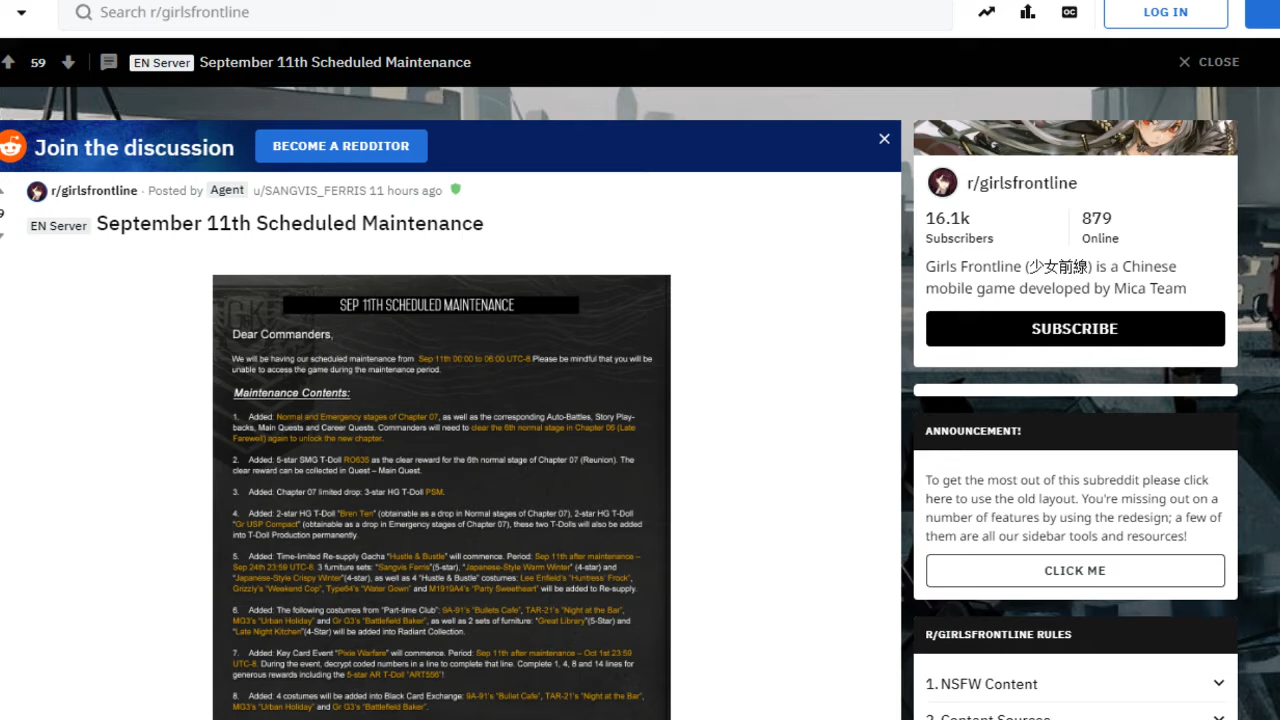 Search r/girlsfrontline
LOG IN
59
EN Server September 11th Scheduled Maintenance
CLOSE
Join the discussion
BECOME A REDDITOR
r/girlsfrontline · Posted by Agent u/SANGVIS_FERRIS 11 hours ago
EN Server September 11th Scheduled Maintenance
SEP 11TH SCHEDULED MAINTENANCE
Dear Commanders,
We will be having our scheduled maintenance from Sep 11th 00:00 to 06:00 UTC-8 Please be mindful that you will be
unable to access the game during the maintenance period.
Maintenance Contents:
1. Added: Normal and Emergency stages of Chapter 07, as well as the corresponding Auto-Battles, Story Play-
backs, Main Quests and Career Quests. Commanders will need to clear the 6th normal stage in Chapter 06 (Late
Farewell) again to unlock the new chapter.
2. Added: 5-star SMG T-Doll RO635 as the clear reward for the 6th normal stage of Chapter 07 (Reunion). The
clear reward can be collected in Quest – Main Quest.
3. Added: Chapter 07 limited drop: 3-star HG T-Doll PSM.
4. Added: 2-star HG T-Doll "Bren Ten" (obtainable as a drop in Normal stages of Chapter 07), 2-star HG T-Doll
"Gr USP Compact" (obtainable as a drop in Emergency stages of Chapter 07), these two T-Dolls will also be added
into T-Doll Production permanently.
5. Added: Time-limited Re-supply Gacha "Hustle & Bustle" will commence. Period: Sep 11th after maintenance –
Sep 24th 23:59 UTC-8. 3 furniture sets: "Sangvis Ferris"(5-star), "Japanese-Style Warm Winter" (4-star) and
"Japanese-Style Crispy Winter"(4-star), as well as 4 "Hustle & Bustle" costumes: Lee Enfield's "Huntress' Frock",
Grizzly's "Weekend Cop", Type64's "Water Gown" and M1919A4's "Party Sweetheart" will be added to Re-supply.
6. Added: The following costumes from "Part-time Club": 9A-91's "Bullets Cafe", TAR-21's "Night at the Bar",
MG3's "Urban Holiday" and Gr G3's "Battlefield Baker", as well as 2 sets of furniture: "Great Library"(5-Star) and
"Late Night Kitchen"(4-Star) will be added into Radiant Collection.
7. Added: Key Card Event "Pixie Warfare" will commence. Period: Sep 11th after maintenance – Oct 1st 23:59
UTC-8. During the event, decrypt coded numbers in a line to complete that line. Complete 1, 4, 8 and 14 lines for
generous rewards including the 5-star AR T-Doll "ART556"!
8. Added: 4 costumes will be added into Black Card Exchange: 9A-91's "Bullet Cafe", TAR-21's "Night at the Bar",
MG3's "Urban Holiday" and Gr G3's "Battlefield Baker".
r/girlsfrontline
16.1k
Subscribers
879
Online
Girls Frontline (少女前線) is a Chinese
mobile game developed by Mica Team
SUBSCRIBE
ANNOUNCEMENT!
To get the most out of this subreddit please click
here to use the old layout. You're missing out on a
number of features by using the redesign; a few of
them are all our sidebar tools and resources!
CLICK ME
R/GIRLSFRONTLINE RULES
1. NSFW Content
2. Content Sources